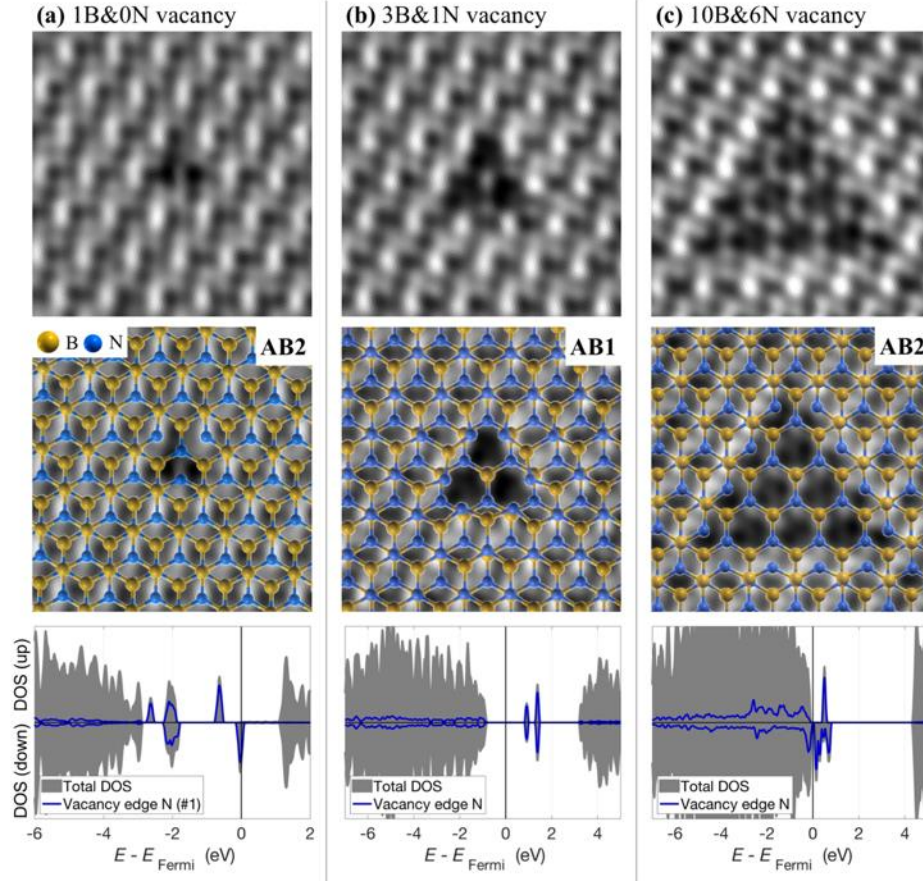 (a) 1B&0N vacancy
(b) 3B&1N vacancy
(c) 10B&6N vacancy
B N AB2
AB1
AB2
DOS (up)
DOS (down)
Total DOS
Vacancy edge N (#1)
-6 -4 -2 0 2
E - E Fermi (eV)
Total DOS
Vacancy edge N
-6 -4 -2 0 2 4
E - E Fermi (eV)
Total DOS
Vacancy edge N
-6 -4 -2 0 2 4
E - E Fermi (eV)